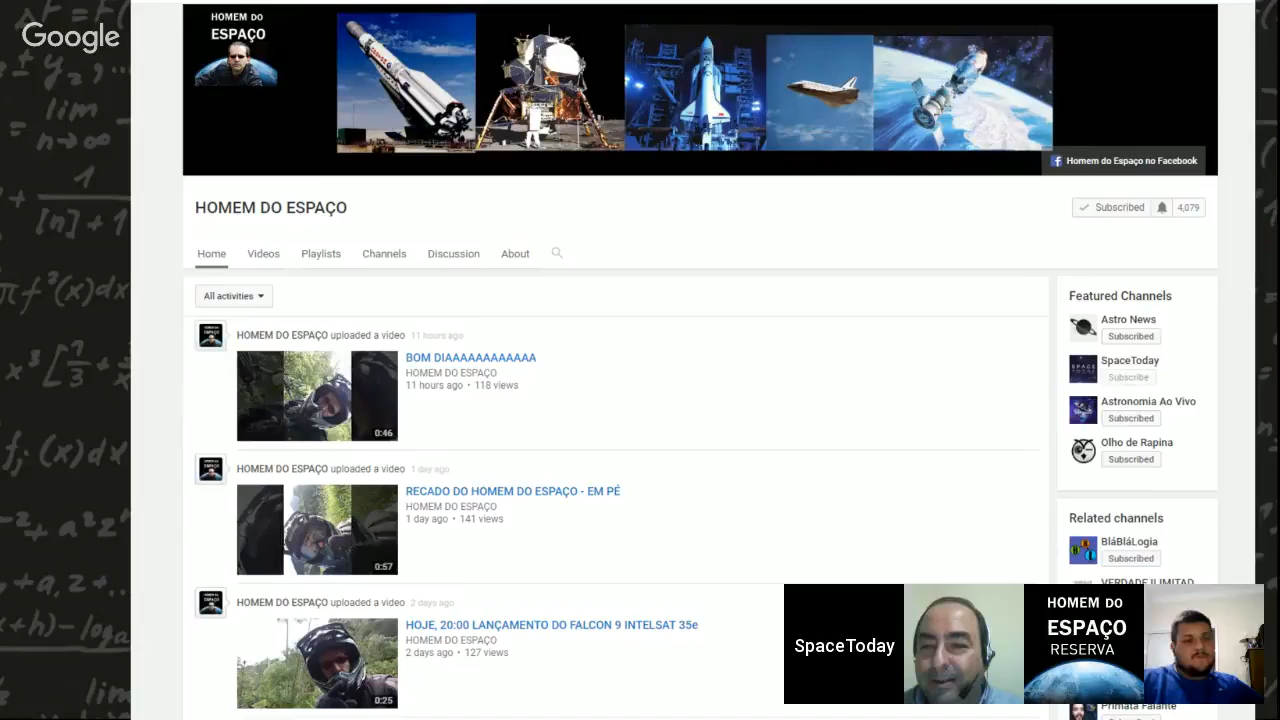 Google
HOMEM DO
ESPAÇO
Homem do Espaço no Facebook
HOMEM DO ESPAÇO
Subscribed 4,079
Home Videos Playlists Channels Discussion About
All activities
HOMEM DO ESPAÇO uploaded a video 11 hours ago
BOM DIAAAAAAAAAAAA
HOMEM DO ESPAÇO
11 hours ago • 118 views
0:46
HOMEM DO ESPAÇO uploaded a video 1 day ago
RECADO DO HOMEM DO ESPAÇO - EM PÉ
HOMEM DO ESPAÇO
1 day ago • 141 views
0:57
HOMEM DO ESPAÇO uploaded a video 2 days ago
HOJE, 20:00 LANÇAMENTO DO FALCON 9 INTELSAT 35e
HOMEM DO ESPAÇO
2 days ago • 127 views
0:25
Featured Channels
Astro News
Subscribed
SpaceToday
Subscribe
Astronomia Ao Vivo
Subscribed
Olho de Rapina
Subscribed
Related channels
BláBláLogia
Subscribed
VERDADE ILIMITAD
SpaceToday
HOMEM DO
ESPAÇO
RESERVA
Primata Falante